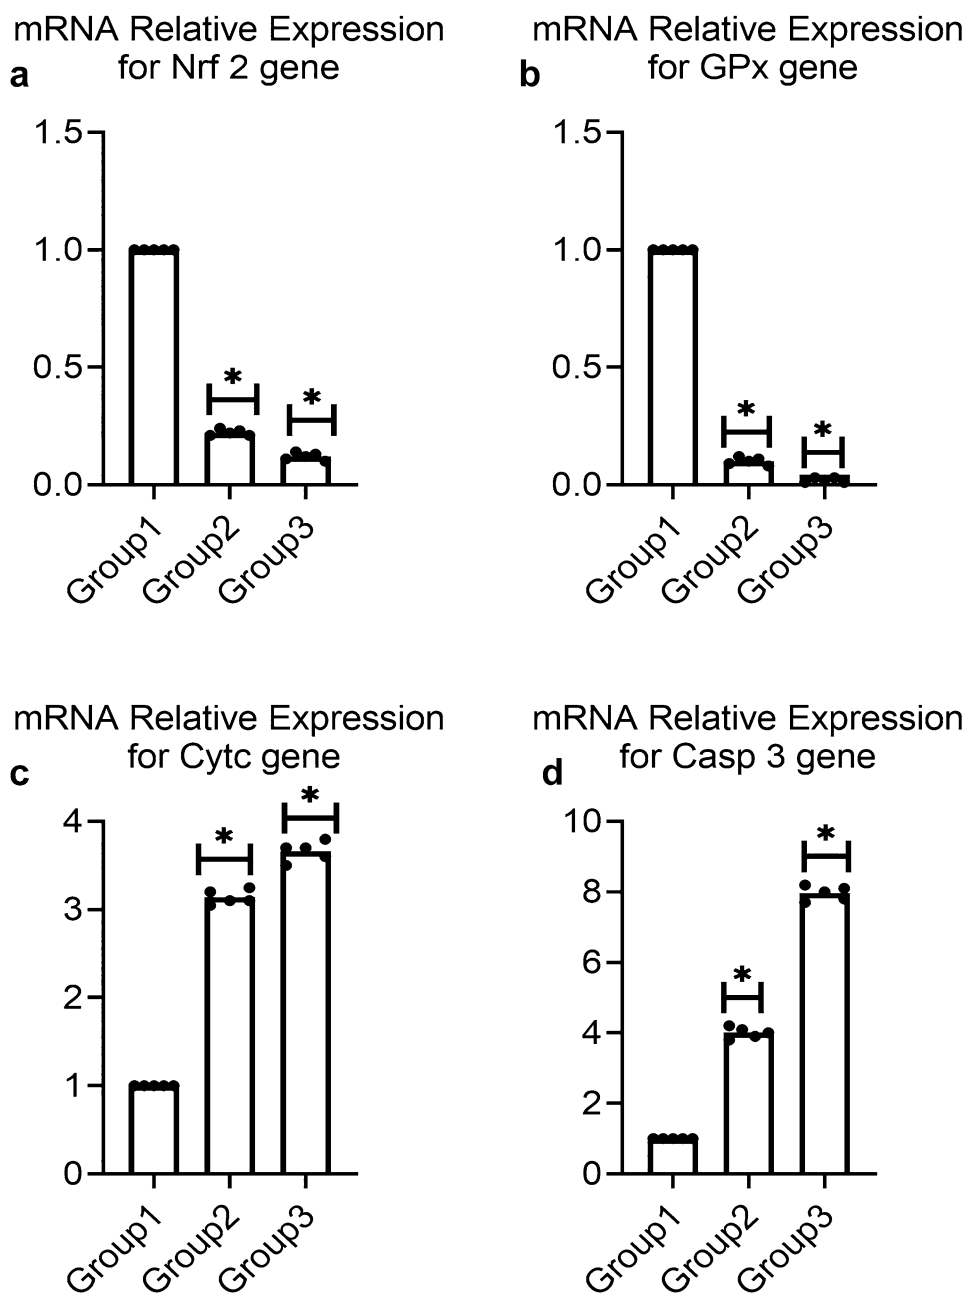 mRNA Relative Expression
for Nrf 2 gene
a
1.5
1.0
0.5
0.0
*
*
Group1
Group2
Group3
mRNA Relative Expression
for GPx gene
b
1.5
1.0
0.5
0.0
*
*
Group1
Group2
Group3
mRNA Relative Expression
for Cytc gene
c
4
3
2
1
0
*
*
Group1
Group2
Group3
mRNA Relative Expression
for Casp 3 gene
d
10
8
6
4
2
0
*
*
Group1
Group2
Group3